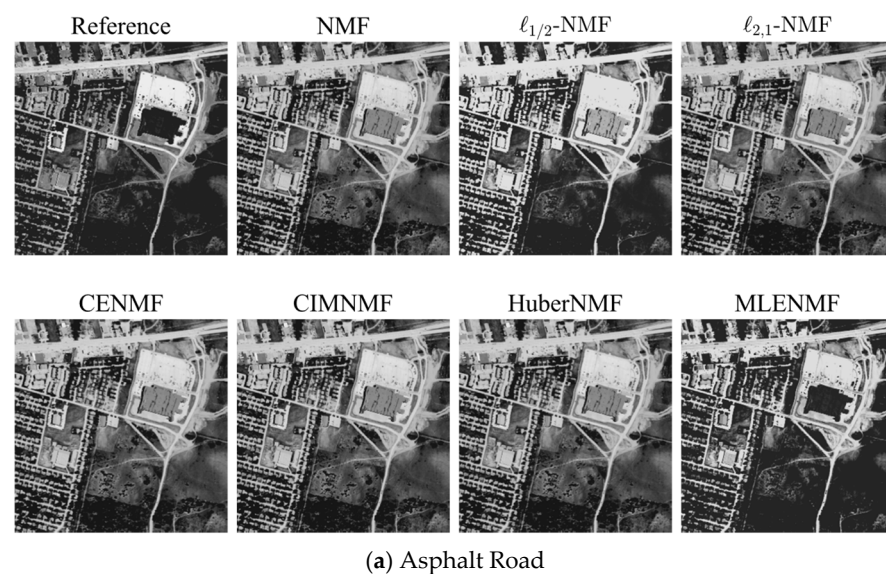 Reference NMF ℓ1/2-NMF ℓ2,1-NMF
CENMF CIMNMF HuberNMF MLENMF
(a) Asphalt Road